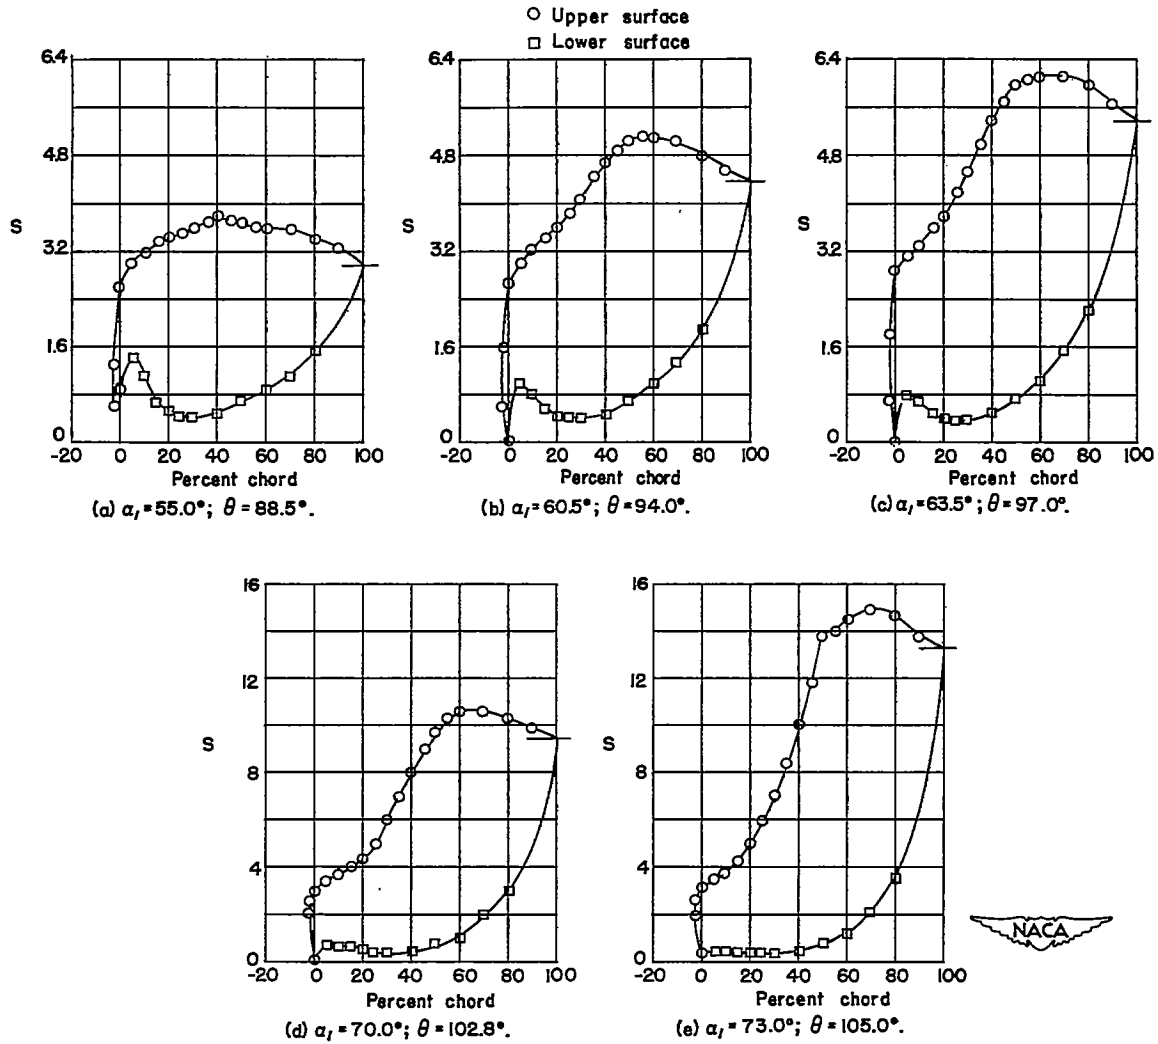 Upper surface
Lower surface
6.4
4.8
S
3.2
1.6
0
-20 0 20 40 60 80 100
Percent chord
(a) α₁ = 55.0°; θ = 88.5°.
6.4
4.8
S
3.2
1.6
0
-20 0 20 40 60 80 100
Percent chord
(b) α₁ = 60.5°; θ = 94.0°.
6.4
4.8
S
3.2
1.6
0
-20 0 20 40 60 80 100
Percent chord
(c) α₁ = 63.5°; θ = 97.0°.
16
12
S
8
4
0
-20 0 20 40 60 80 100
Percent chord
(d) α₁ = 70.0°; θ = 102.8°.
16
12
S
8
4
0
-20 0 20 40 60 80 100
Percent chord
(e) α₁ = 73.0°; θ = 105.0°.
NACA